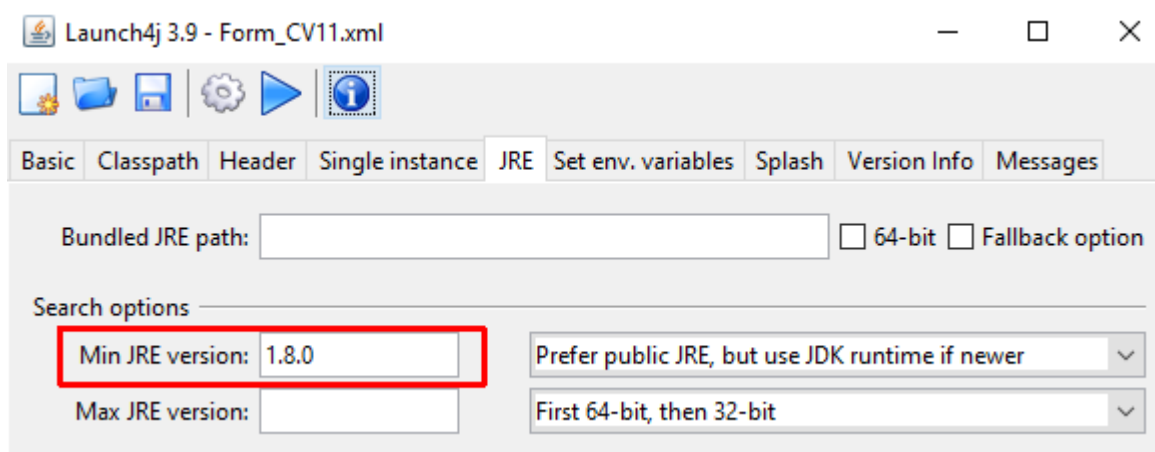 Launch4j 3.9 - Form_CV11.xml
Basic Classpath Header Single instance JRE Set env. variables Splash Version Info Messages
Bundled JRE path: 64-bit Fallback option
Search options
Min JRE version: 1.8.0 Prefer public JRE, but use JDK runtime if newer
Max JRE version: First 64-bit, then 32-bit